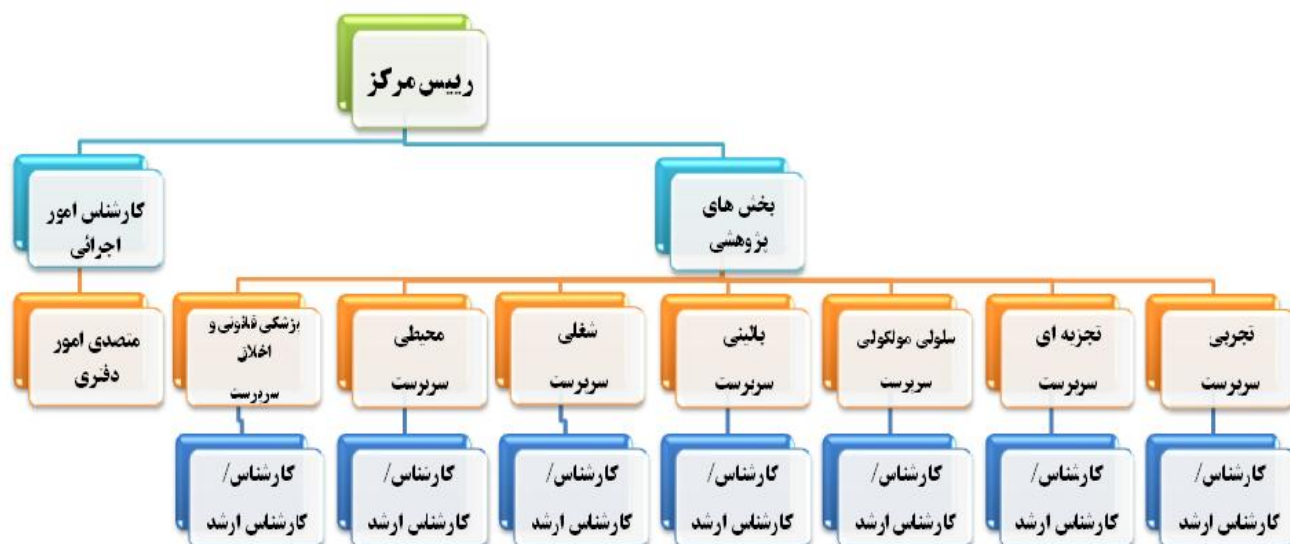 رییس مرکز
بخش های
پژوهشی
کارشناس امور
اجرائی
تجربی
سرپرست
تجزیه ای
سرپرست
سلولی مولکولی
سرپرست
بالینی
سرپرست
شغلی
سرپرست
محیطی
سرپرست
پزشکی قانونی و
اخلاق
سرپرست
متصدی امور
دفتری
کارشناس/
کارشناس ارشد
کارشناس/
کارشناس ارشد
کارشناس/
کارشناس ارشد
کارشناس/
کارشناس ارشد
کارشناس/
کارشناس ارشد
کارشناس/
کارشناس ارشد
کارشناس/
کارشناس ارشد